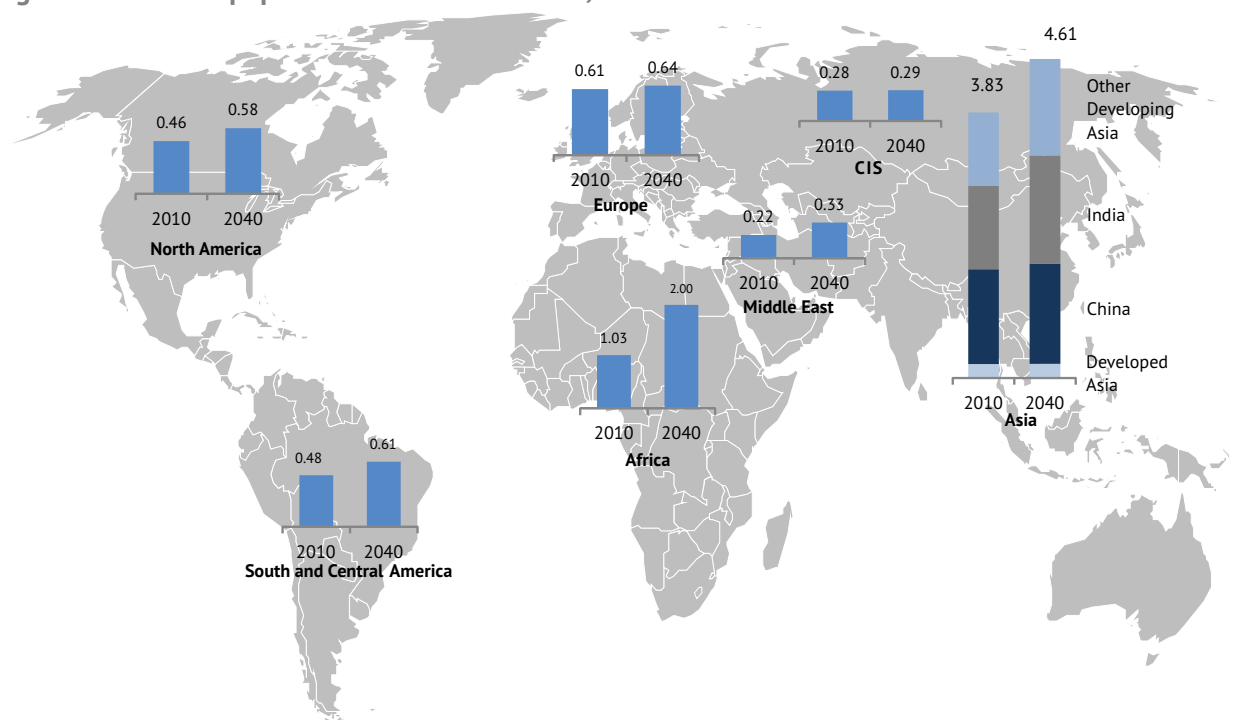 0.46
0.58
2010 2040
North America
0.61
0.64
2010 2040
Europe
0.28 0.29
2010 2040
CIS
0.22
0.33
2010 2040
Middle East
1.03
2.00
2010 2040
Africa
0.48
0.61
2010 2040
South and Central America
3.83
4.61
Other
Developing
Asia
India
China
Developed
Asia
2010 2040
Asia